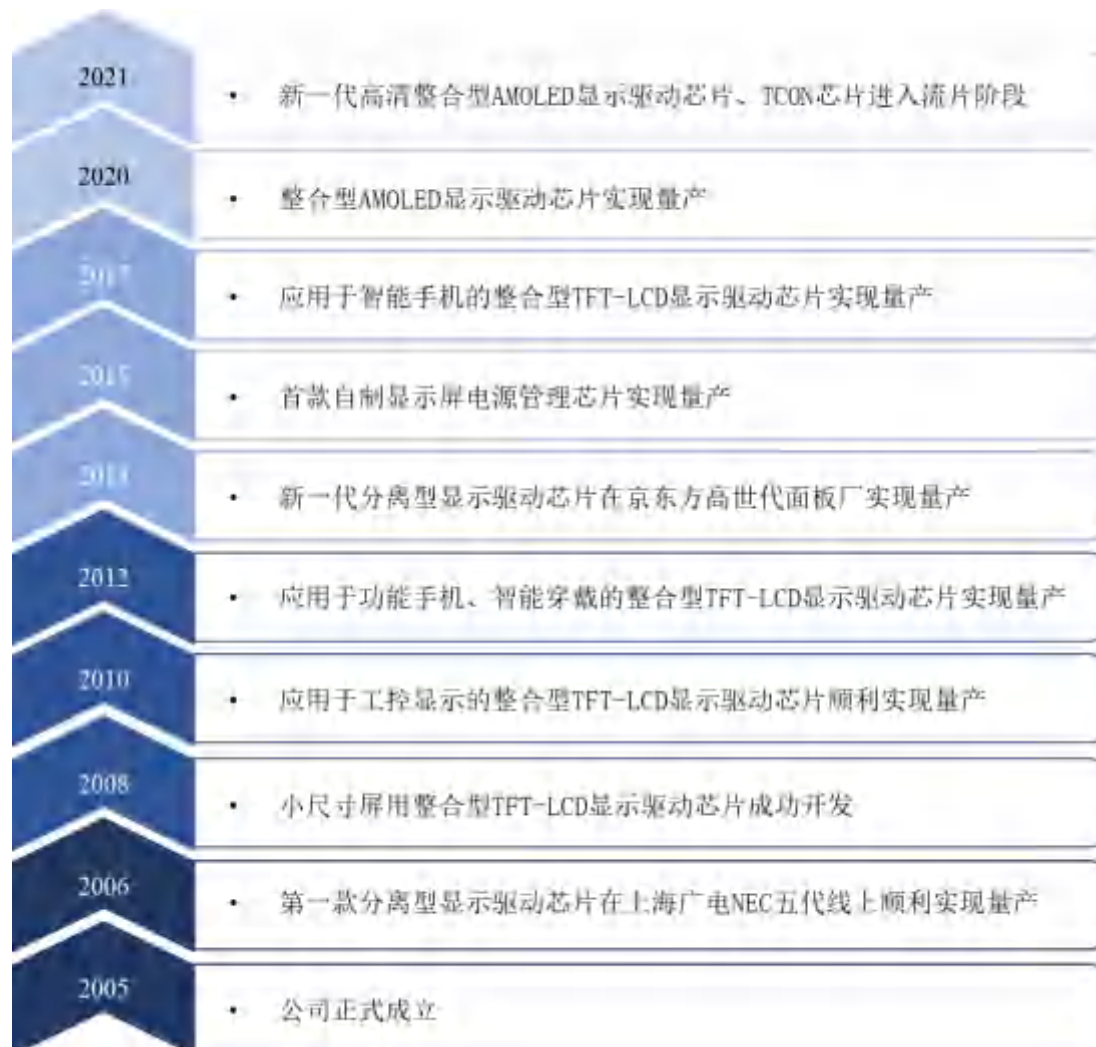 2021
• 新一代高清整合型AMOLED显示驱动芯片、TCON芯片进入流片阶段
2020
• 整合型AMOLED显示驱动芯片实现量产
2017
• 应用于智能手机的整合型TFT-LCD显示驱动芯片实现量产
2015
• 首款自制显示屏电源管理芯片实现量产
• 新一代分离型显示驱动芯片在京东方高世代面板厂实现量产
2012
• 应用于功能手机、智能穿戴的整合型TFT-LCD显示驱动芯片实现量产
2010
• 应用于工控显示的整合型TFT-LCD显示驱动芯片顺利实现量产
2008
• 小尺寸屏用整合型TFT-LCD显示驱动芯片成功开发
2006
• 第一款分离型显示驱动芯片在上海广电NEC五代线上顺利实现量产
2005
• 公司正式成立